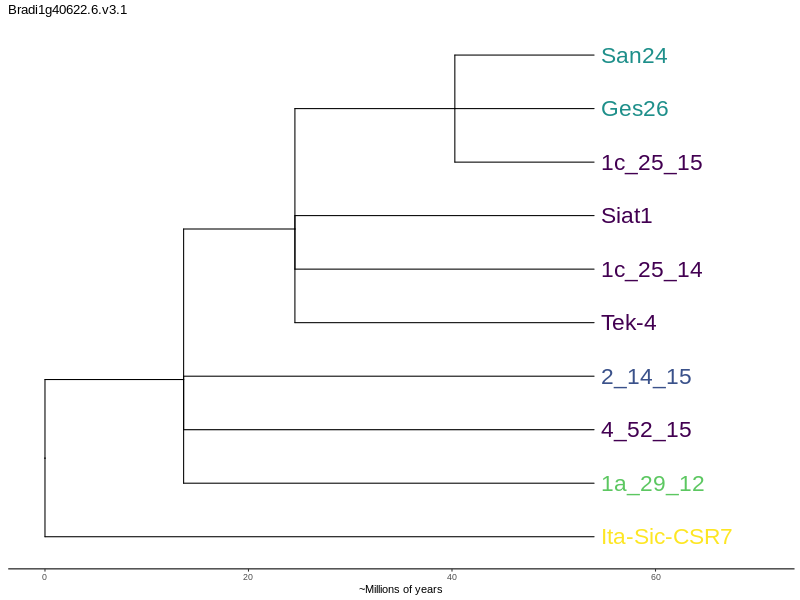 Bradi1g40622.6.v3.1
San24
Ges26
1c_25_15
Siat1
1c_25_14
Tek-4
2_14_15
4_52_15
1a_29_12
Ita-Sic-CSR7
0 20 40 60
~Millions of years